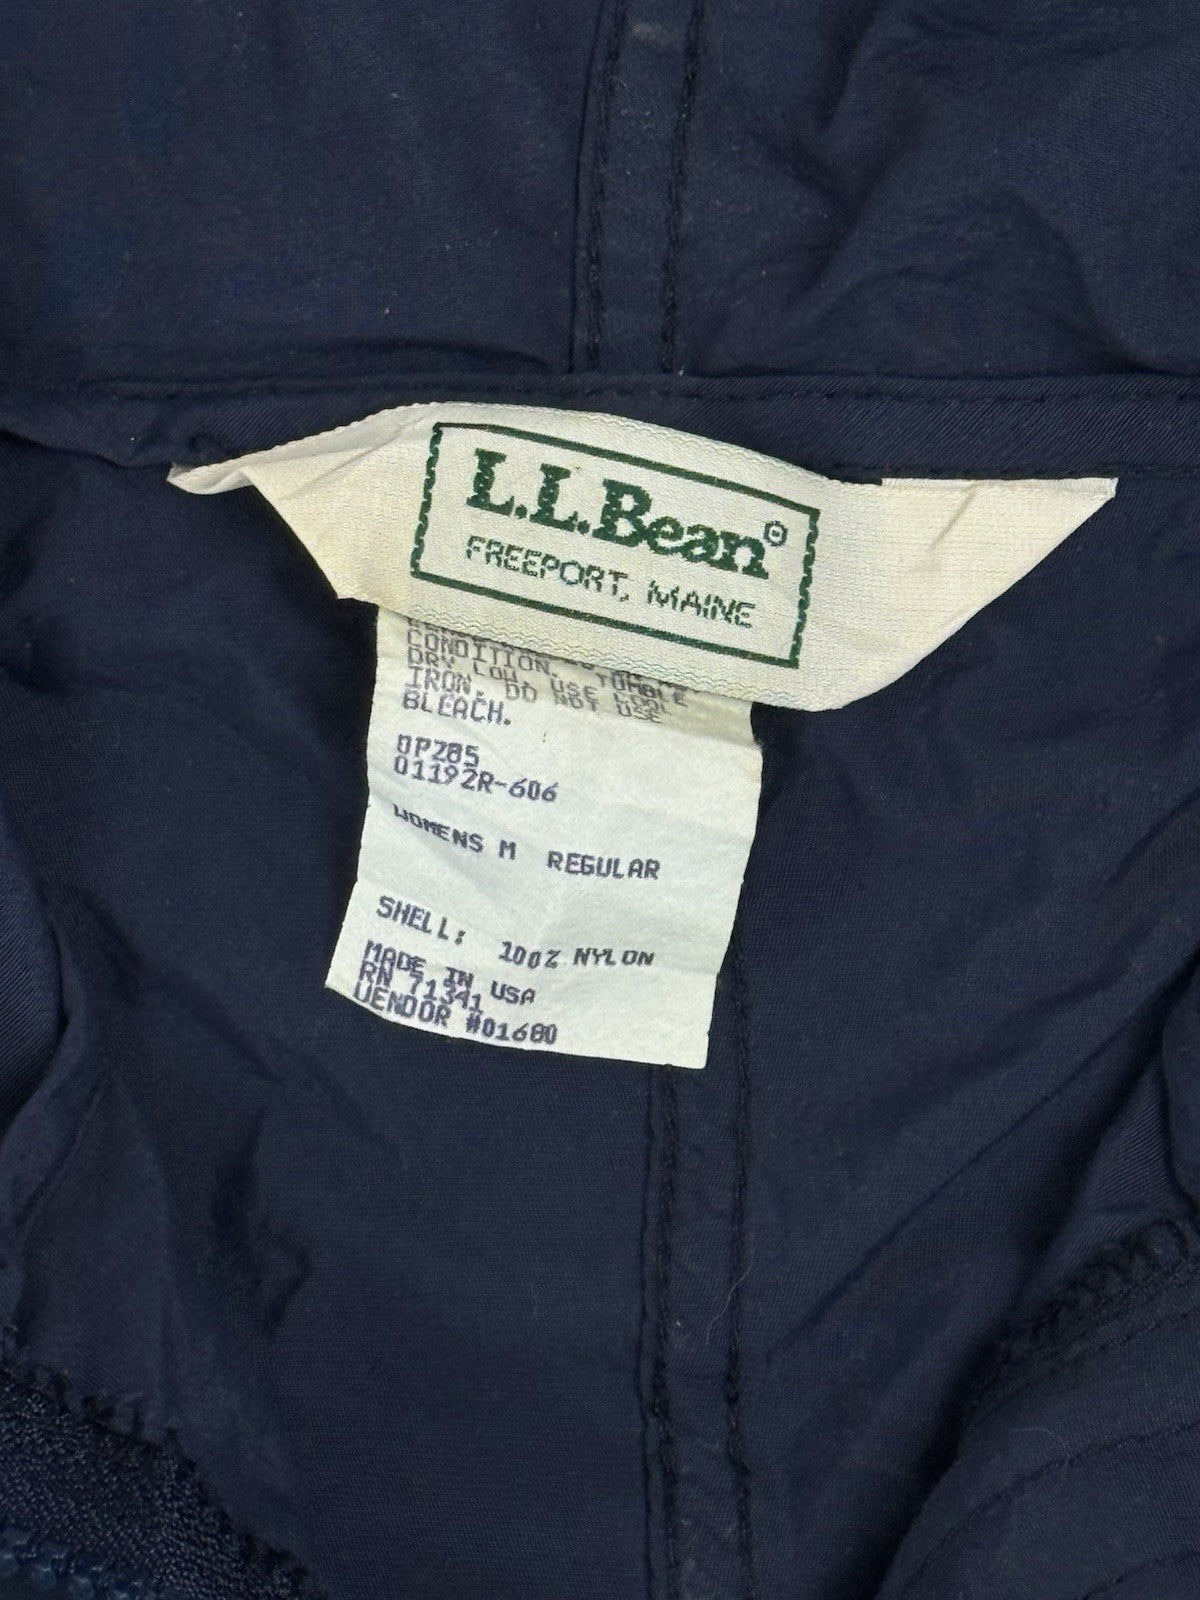 L.L.Bean®
FREEPORT, MAINE
CONDITION. TUMBLE
DRY LOW. USE COOL
IRON. DO NOT USE
BLEACH.
0P205
01192R-606
WOMENS M REGULAR
SHELL: 100% NYLON
MADE IN USA
RN 71341
VENDOR #01680